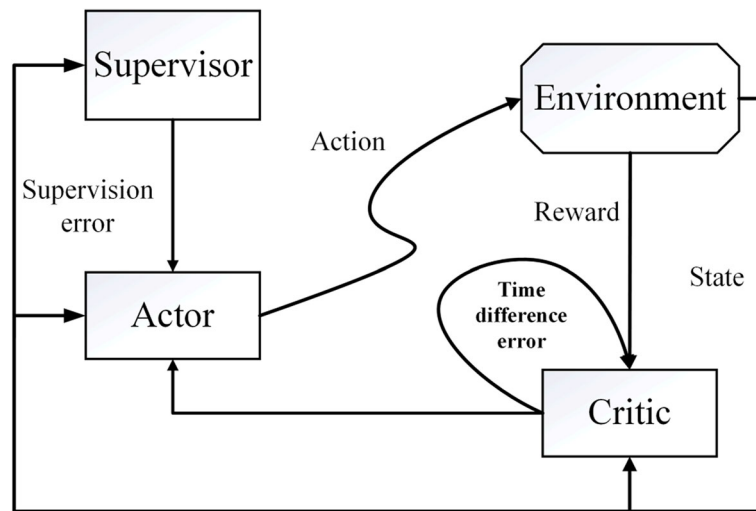 Supervisor
Environment
Action
Supervision
error
Reward
State
Time
difference
error
Actor
Critic